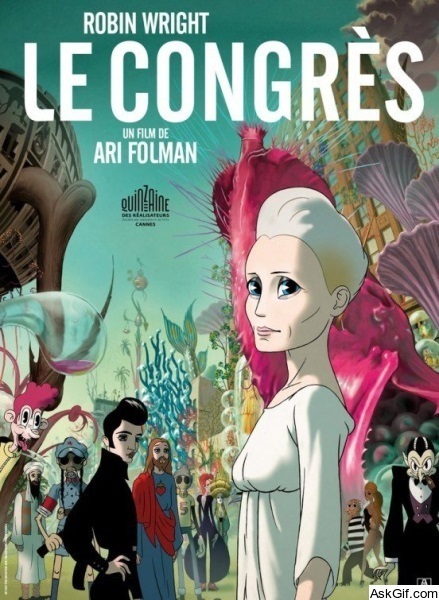 ROBIN WRIGHT
LE CONGRÈS
UN FILM DE
ARI FOLMAN
QUINZAINE
DES RÉALISATEURS
CANNES
AskGif.com